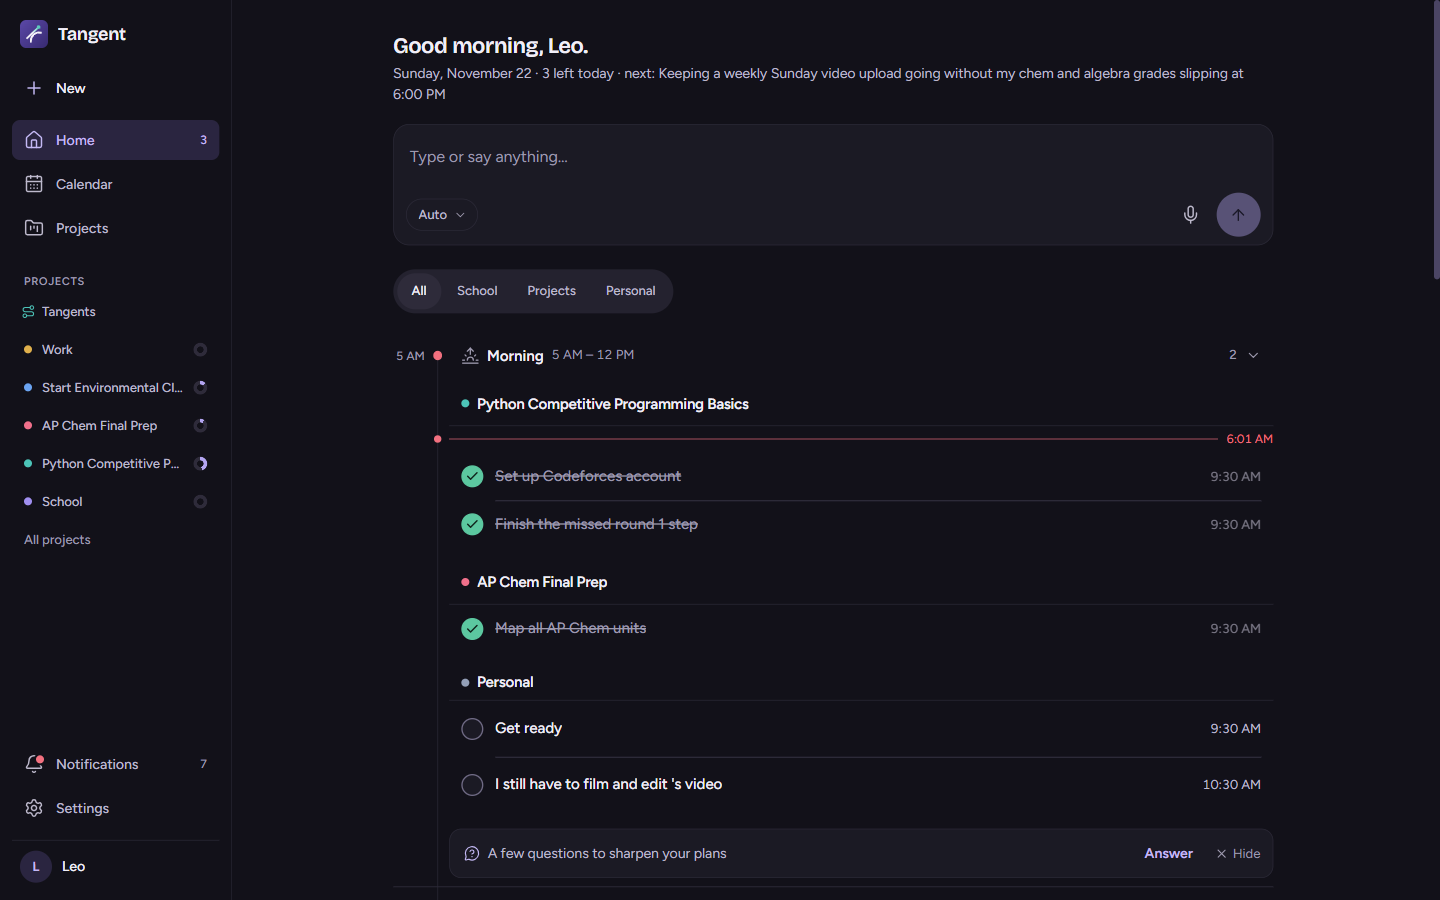 Tangent
New
Home 3
Calendar
Projects
PROJECTS
Tangents
Work
Start Environmental Cl...
AP Chem Final Prep
Python Competitive P...
School
All projects
Notifications 7
Settings
L Leo
Good morning, Leo.
Sunday, November 22 · 3 left today · next: Keeping a weekly Sunday video upload going without my chem and algebra grades slipping at
6:00 PM
Type or say anything...
Auto
All School Projects Personal
5 AM Morning 5 AM – 12 PM 2
Python Competitive Programming Basics
6:01 AM
Set up Codeforces account 9:30 AM
Finish the missed round 1 step 9:30 AM
AP Chem Final Prep
Map all AP Chem units 9:30 AM
Personal
Get ready 9:30 AM
I still have to film and edit 's video 10:30 AM
A few questions to sharpen your plans Answer Hide